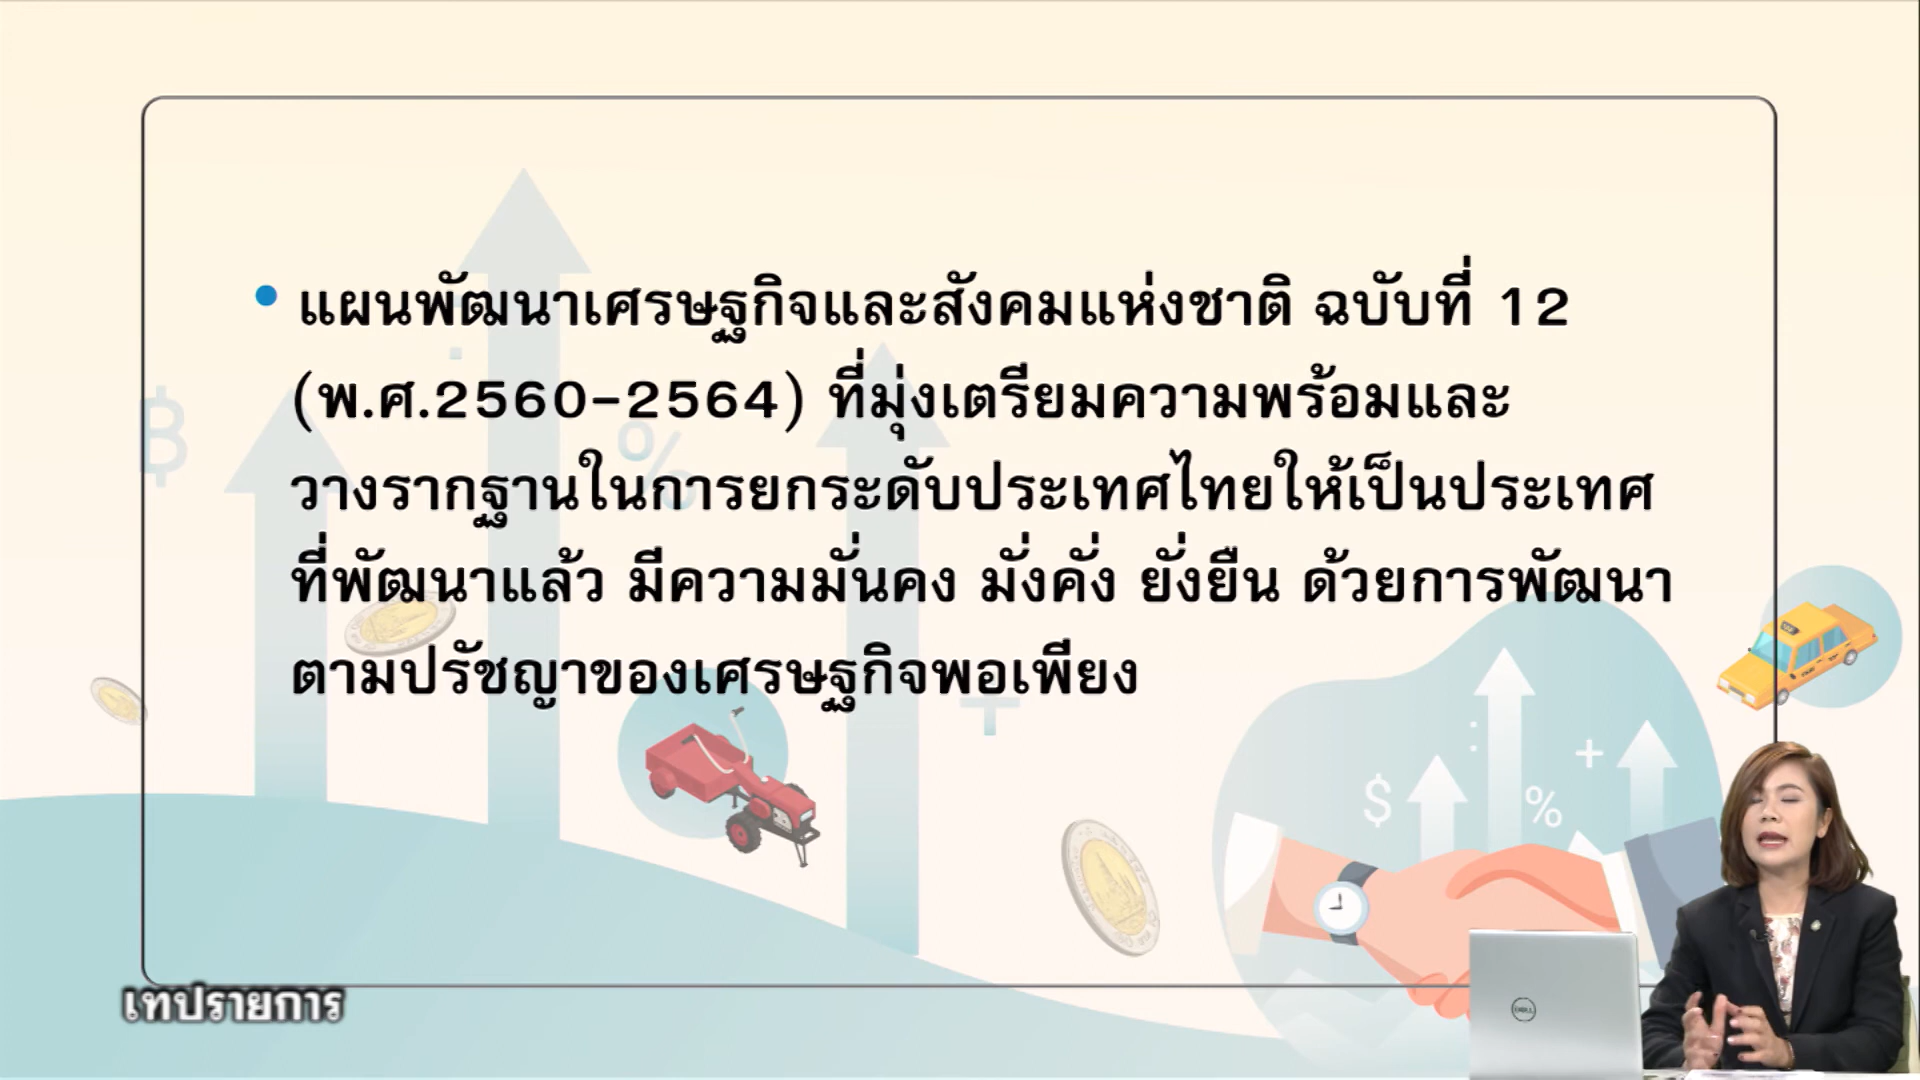 • แผนพัฒนาเศรษฐกิจและสังคมแห่งชาติ ฉบับที่ 12
(พ.ศ.2560-2564) ที่มุ่งเตรียมความพร้อมและ
วางรากฐานในการยกระดับประเทศไทยให้เป็นประเทศ
ที่พัฒนาแล้ว มีความมั่นคง มั่งคั่ง ยั่งยืน ด้วยการพัฒนา
ตามปรัชญาของเศรษฐกิจพอเพียง
เทปรายการ
DELL